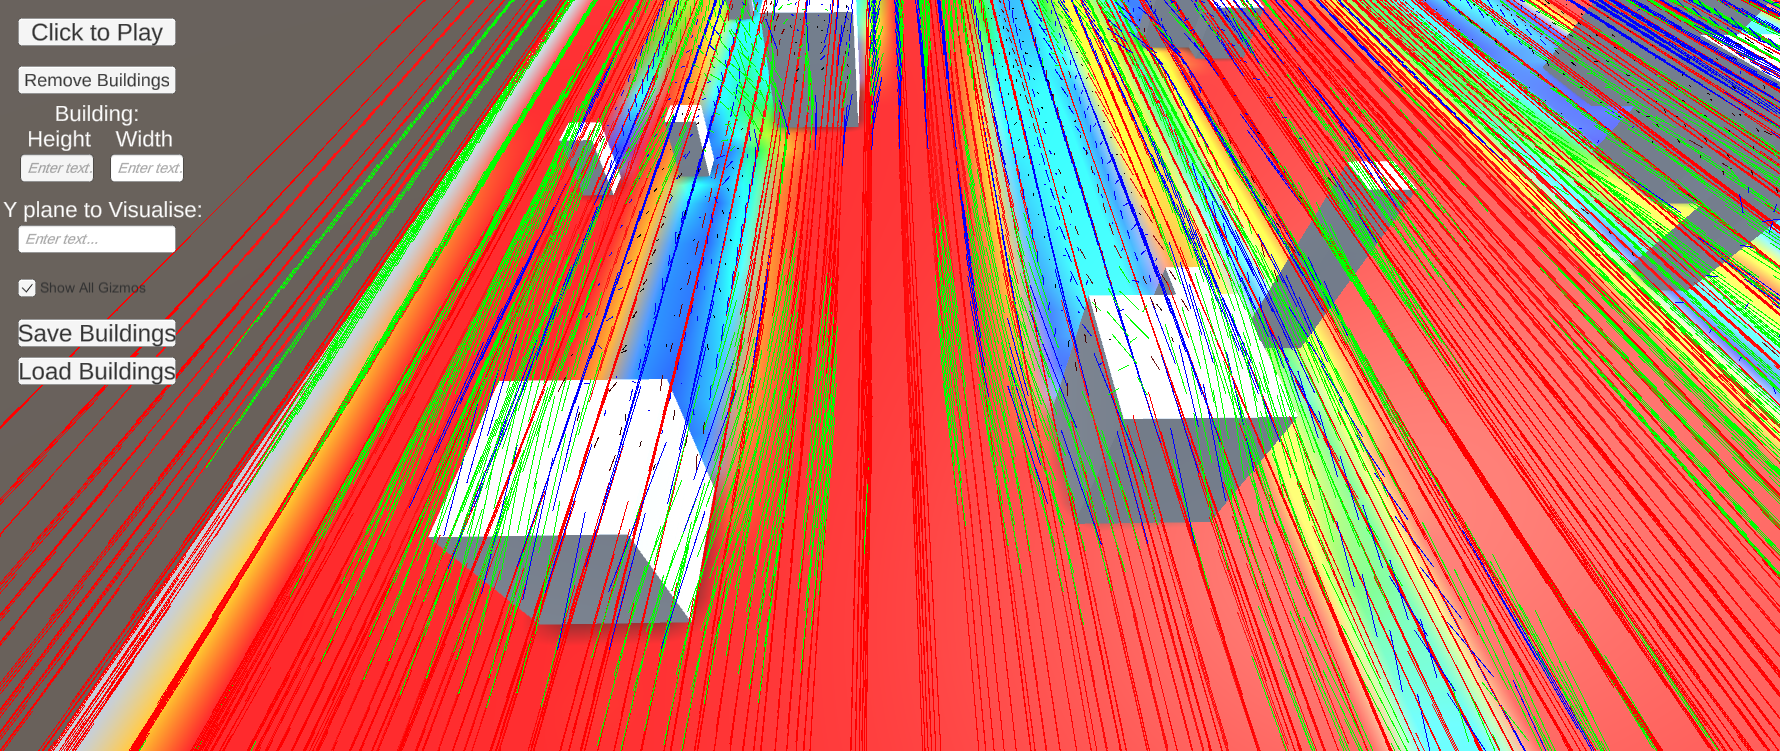 Click to Play
Remove Buildings
Building:
Height Width
Enter text. Enter text.
Y plane to Visualise:
Enter text...
Show All Gizmos
Save Buildings
Load Buildings